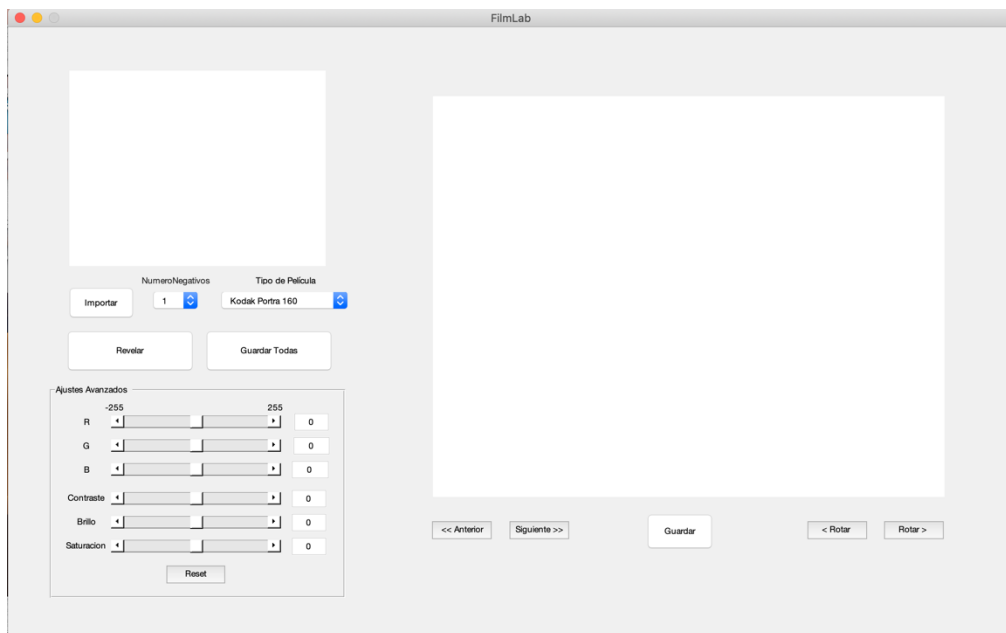 FilmLab
NumeroNegativos
Tipo de Película
Importar
1
Kodak Portra 160
Revelar
Guardar Todas
Ajustes Avanzados
-255
255
R
0
G
0
B
0
Contraste
0
Brillo
0
Saturacion
0
Reset
<< Anterior
Siguiente >>
Guardar
< Rotar
Rotar >